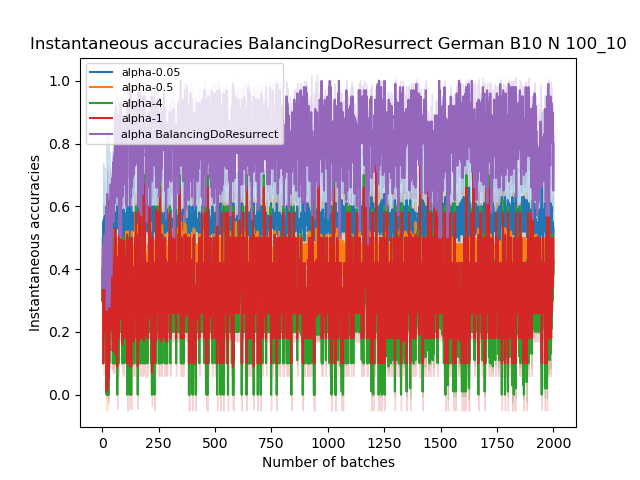 Instantaneous accuracies BalancingDoResurrect German B10 N 100_10
alpha-0.05
alpha-0.5
alpha-4
alpha-1
alpha BalancingDoResurrect
1.0
0.8
0.6
0.4
0.2
0.0
Instantaneous accuracies
0
250
500
750
1000
1250
1500
1750
2000
Number of batches